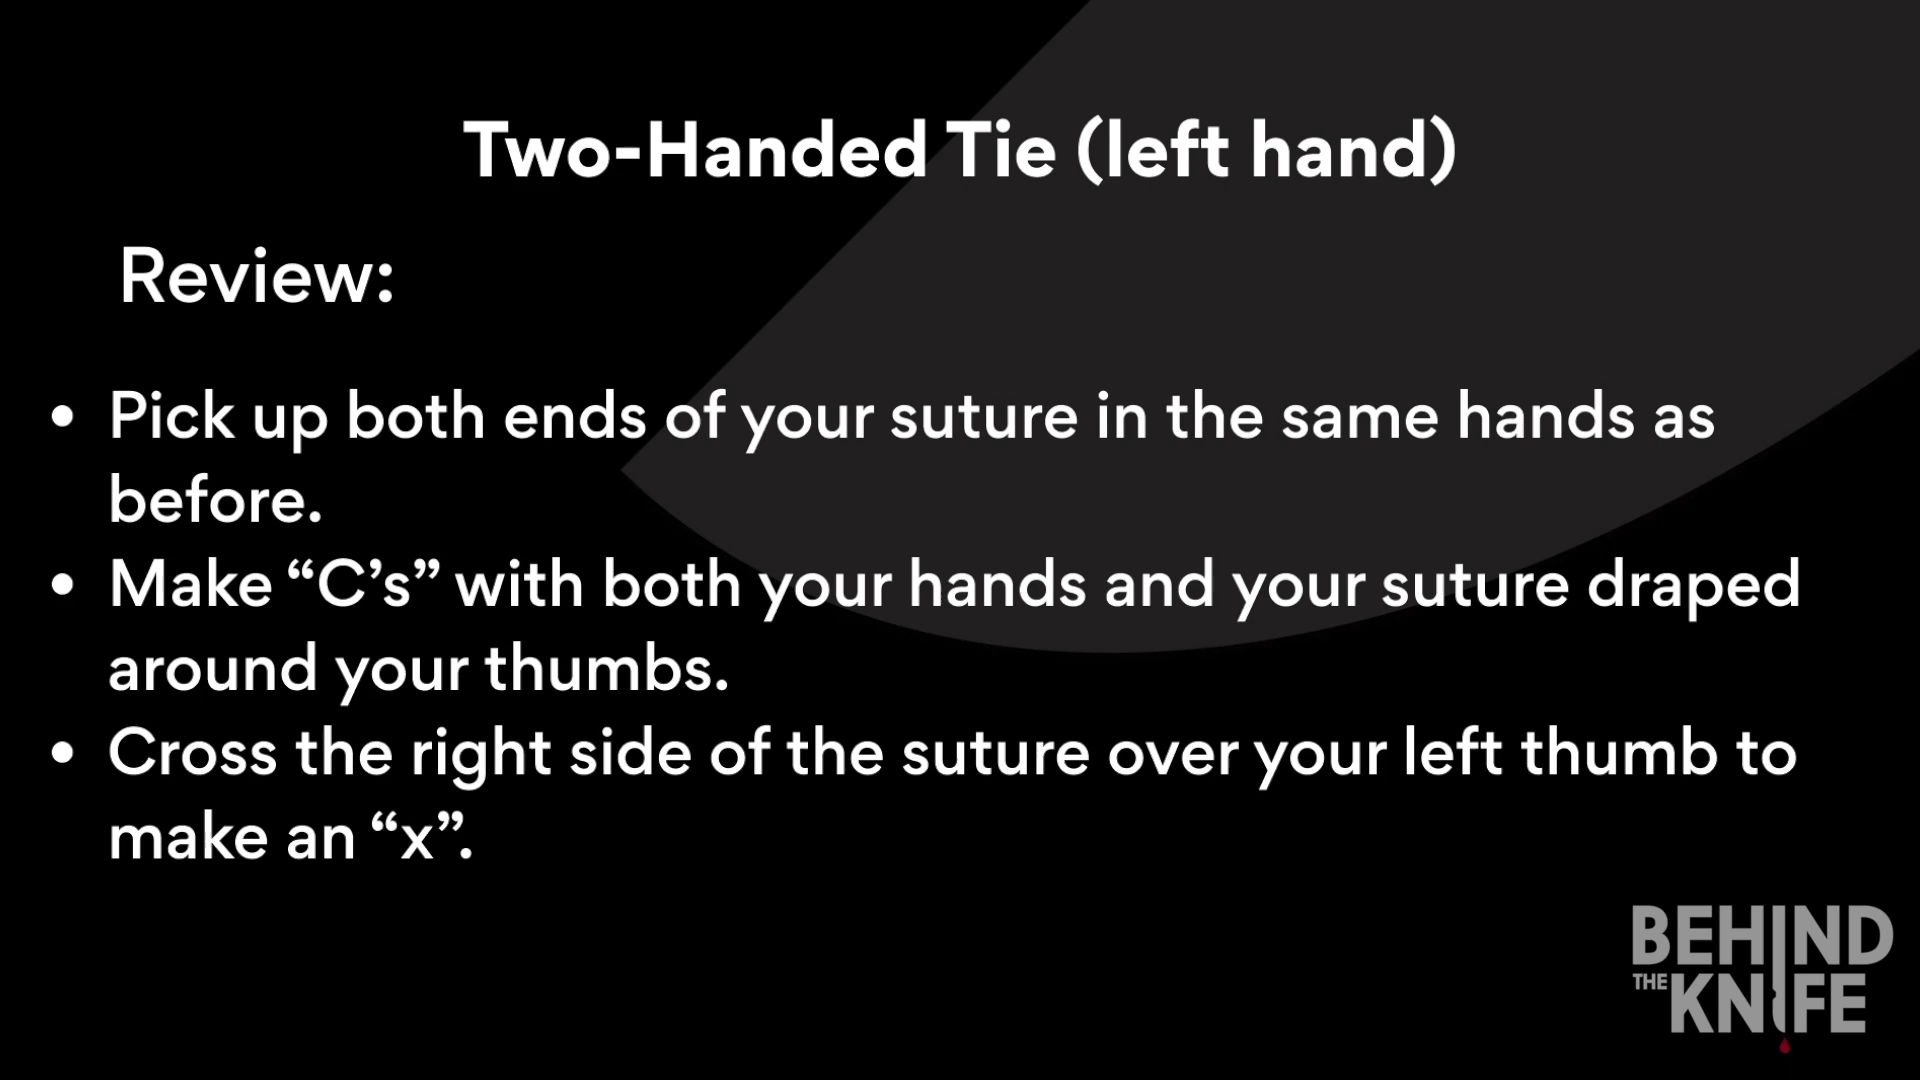 Two-Handed Tie (left hand)
Review:
• Pick up both ends of your suture in the same hands as
before.
• Make “C’s” with both your hands and your suture draped
around your thumbs.
• Cross the right side of the suture over your left thumb to
make an “x”.
BEHIND
THE KNIFE